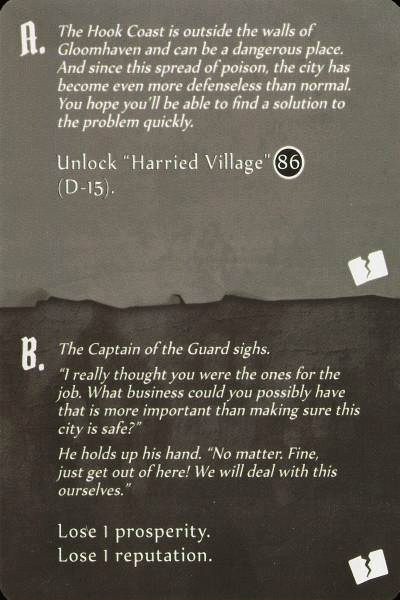 A.
The Hook Coast is outside the walls of
Gloomhaven and can be a dangerous place.
And since this spread of poison, the city has
become even more defenseless than normal.
You hope you'll be able to find a solution to
the problem quickly.
Unlock "Harried Village" 86
(D-15).
B.
The Captain of the Guard sighs.
"I really thought you were the ones for the
job. What business could you possibly have
that is more important than making sure this
city is safe?"
He holds up his hand. "No matter. Fine,
just get out of here! We will deal with this
ourselves."
Lose 1 prosperity.
Lose 1 reputation.